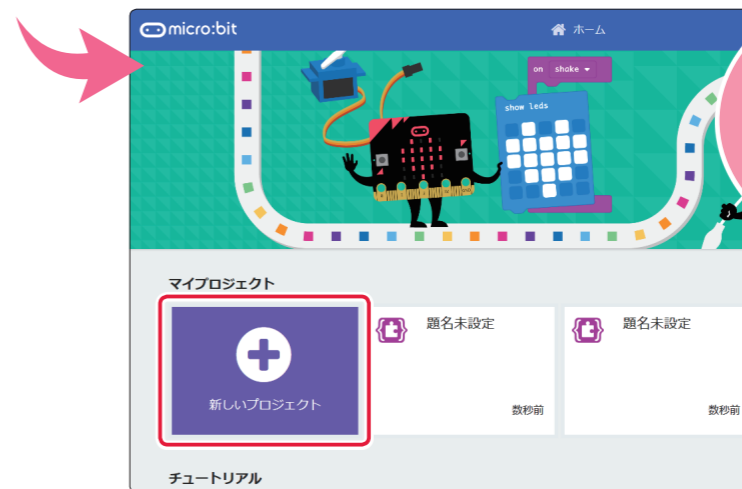 micro:bit
ホーム
on shake
show leds
マイプロジェクト
新しいプロジェクト
題名未設定
数秒前
題名未設定
数秒前
チュートリアル